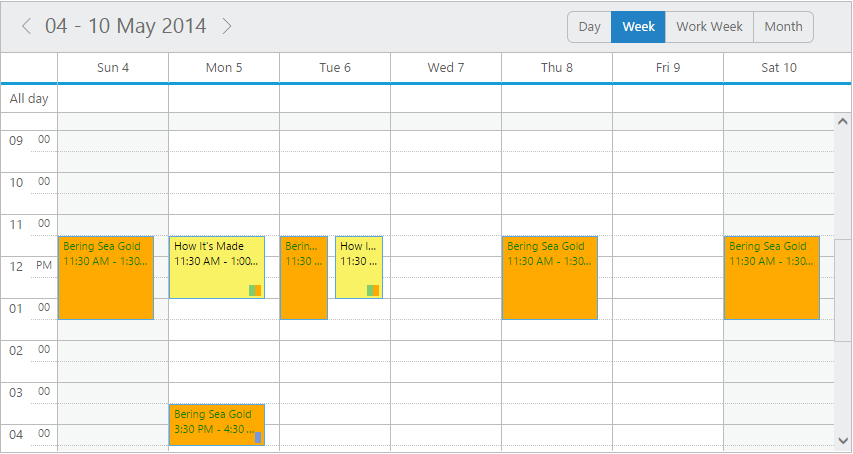 04 - 10 May 2014
Day Week Work Week Month
Sun 4 Mon 5 Tue 6 Wed 7 Thu 8 Fri 9 Sat 10
All day
09 00
10 00
11 00
Bering Sea Gold How It's Made Berin... How I... Bering Sea Gold Bering Sea Gold
11:30 AM - 1:30... 11:30 AM - 1:00... 11:30 ... 11:30 ... 11:30 AM - 1:30... 11:30 AM - 1:30...
12 PM
01 00
02 00
03 00
Bering Sea Gold
3:30 PM - 4:30 ...
04 00